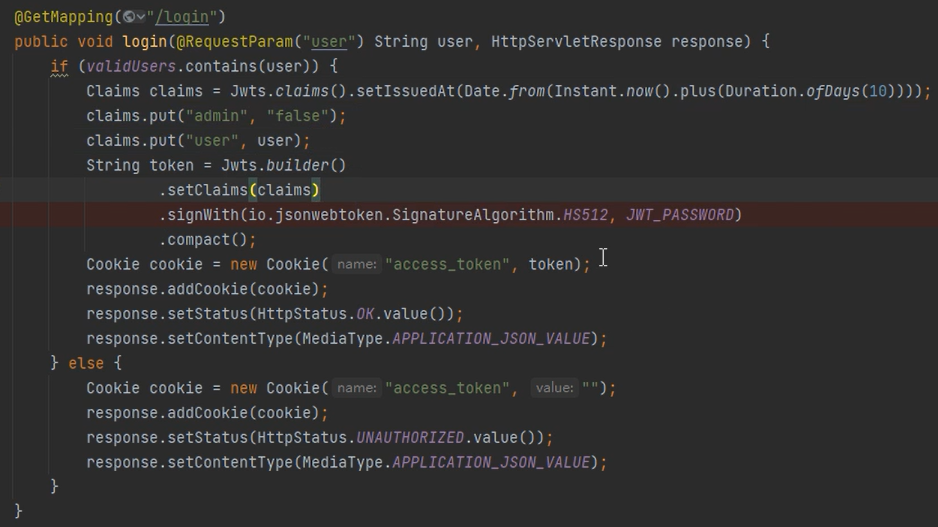 @GetMapping("/login")
public void login(@RequestParam("user") String user, HttpServletResponse response) {
if (validUsers.contains(user)) {
Claims claims = Jwts.claims().setIssuedAt(Date.from(Instant.now().plus(Duration.ofDays(10))));
claims.put("admin", "false");
claims.put("user", user);
String token = Jwts.builder()
.setClaims(claims)
.signWith(io.jsonwebtoken.SignatureAlgorithm.HS512, JWT_PASSWORD)
.compact();
Cookie cookie = new Cookie( name: "access_token", token);
response.addCookie(cookie);
response.setStatus(HttpStatus.OK.value());
response.setContentType(MediaType.APPLICATION_JSON_VALUE);
} else {
Cookie cookie = new Cookie( name: "access_token", value: "");
response.addCookie(cookie);
response.setStatus(HttpStatus.UNAUTHORIZED.value());
response.setContentType(MediaType.APPLICATION_JSON_VALUE);
}
}